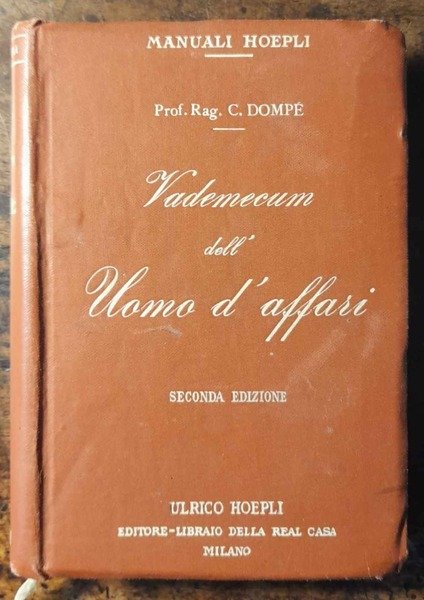 MANUALI HOEPLI
Prof. Rag. C. DOMPÉ
Vademecum
dell'
Uomo d'affari
SECONDA EDIZIONE
ULRICO HOEPLI
EDITORE=LIBRAIO DELLA REAL CASA
MILANO